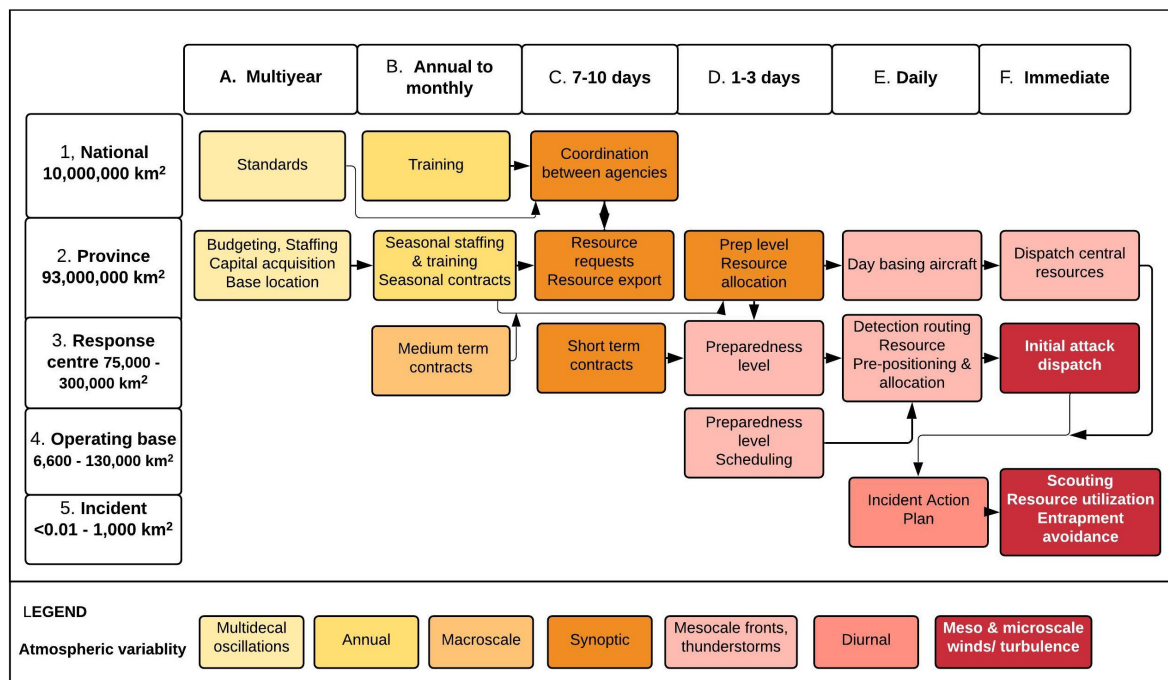 A. Multiyear
B. Annual to
monthly
C. 7-10 days
D. 1-3 days
E. Daily
F. Immediate
1, National
10,000,000 km²
Standards
Training
Coordination
between agencies
2. Province
93,000,000 km²
Budgeting, Staffing
Capital acquisition
Base location
Seasonal staffing
& training
Seasonal contracts
Resource
requests
Resource export
Prep level
Resource
allocation
Day basing aircraft
Dispatch central
resources
3. Response
centre 75,000 -
300,000 km²
Medium term
contracts
Short term
contracts
Preparedness
level
Detection routing
Resource
Pre-positioning &
allocation
Initial attack
dispatch
4. Operating base
6,600 - 130,000 km²
Preparedness
level
Scheduling
5. Incident
<0.01 - 1,000 km²
Incident Action
Plan
Scouting
Resource utilization
Entrapment
avoidance
LEGEND
Atmospheric variablity
Multidecal
oscillations
Annual
Macroscale
Synoptic
Mesocale fronts,
thunderstorms
Diurnal
Meso & microscale
winds/ turbulence